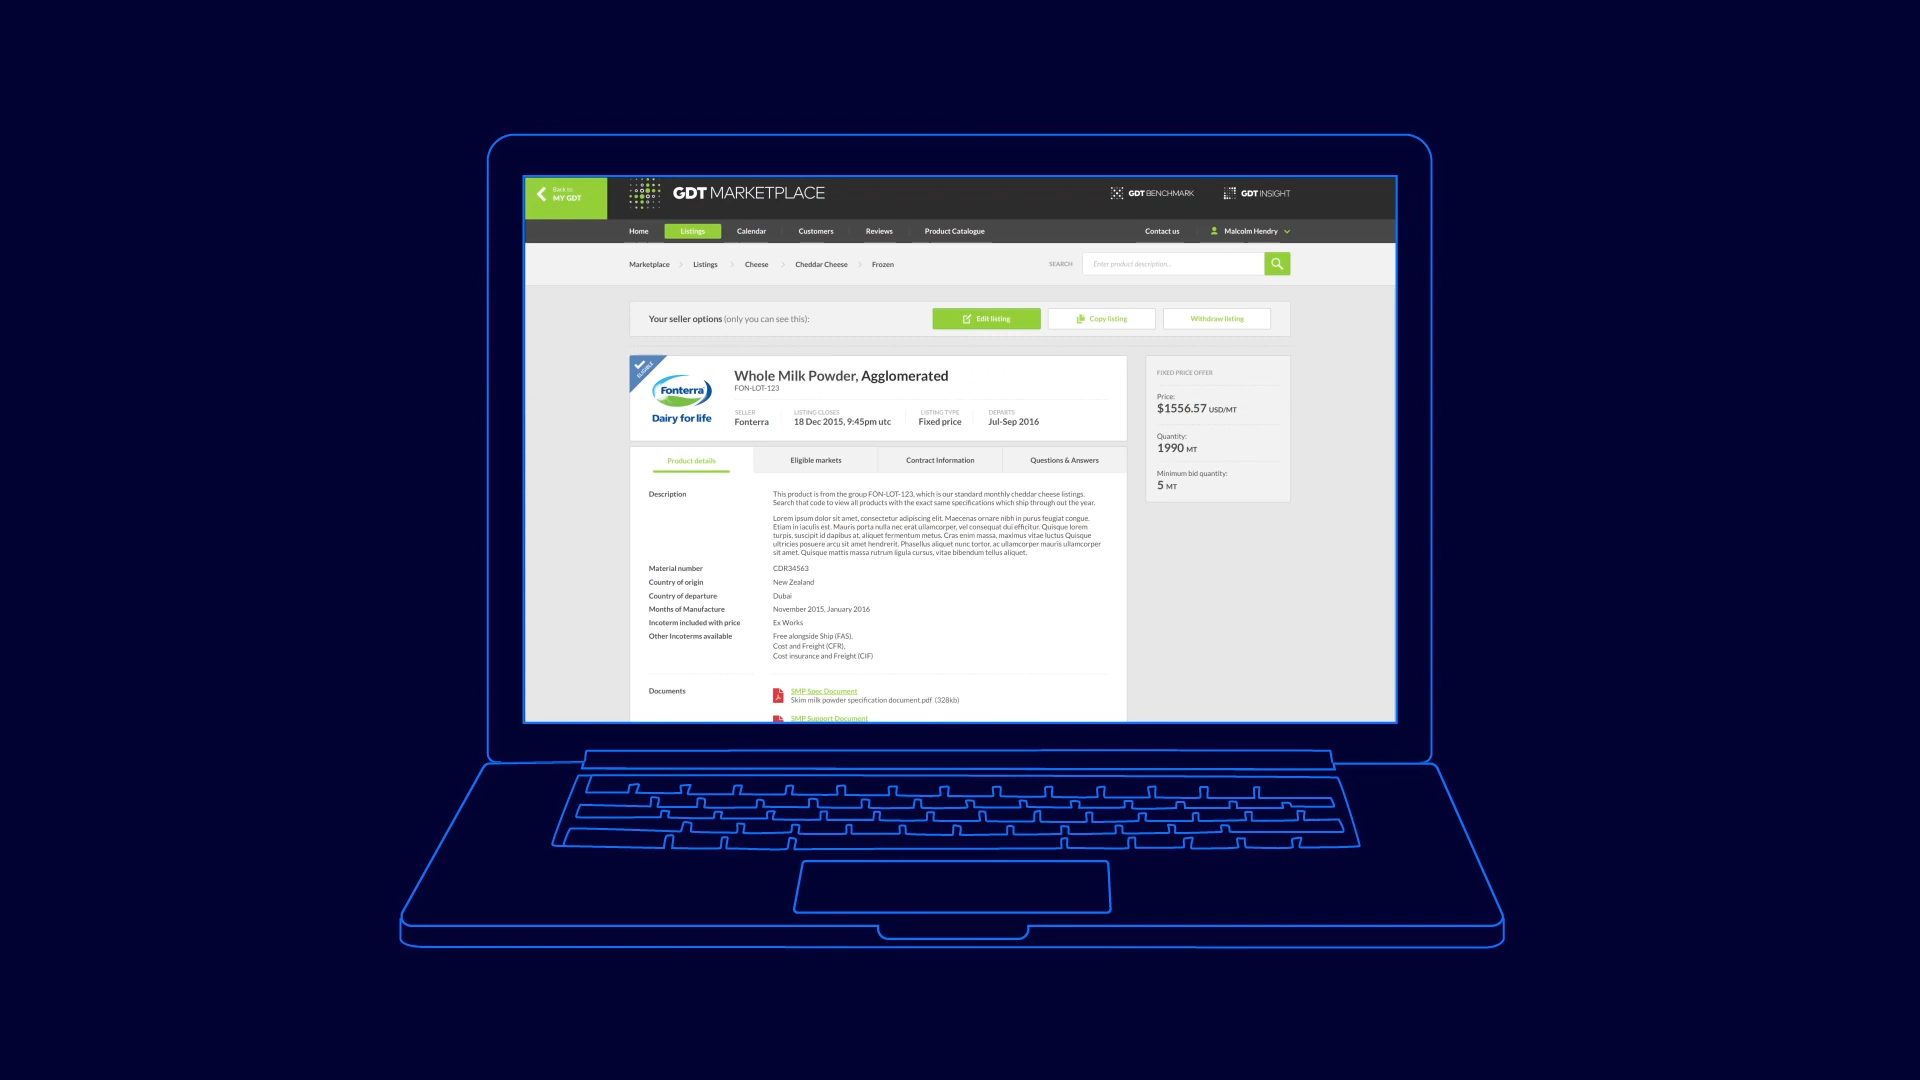 Back to
MY GDT
GDT MARKETPLACE
GDT BENCHMARK
GDT INSIGHT
Home
Listings
Calendar
Customers
Reviews
Product Catalogue
Contact us
Malcolm Hendry
Marketplace
Listings
Cheese
Cheddar Cheese
Frozen
SEARCH
Enter product description...
Your seller options (only you can see this):
Edit listing
Copy listing
Withdraw listing
ELIGIBLE
Fonterra
Dairy for life
Whole Milk Powder, Agglomerated
FON-LOT-123
SELLER
Fonterra
LISTING CLOSES
18 Dec 2015, 9:45pm utc
LISTING TYPE
Fixed price
DEPARTS
Jul-Sep 2016
FIXED PRICE OFFER
Price:
$1556.57 USD/MT
Quantity:
1990 MT
Minimum bid quantity:
5 MT
Product details
Eligible markets
Contract Information
Questions & Answers
Description
This product is from the group FON-LOT-123, which is our standard monthly cheddar cheese listings.
Search that code to view all products with the exact same specifications which ship through out the year.
Lorem ipsum dolor sit amet, consectetur adipiscing elit. Maecenas ornare nibh in purus feugiat congue.
Etiam in iaculis est. Mauris porta nulla nec erat ullamcorper, vel consequat dui efficitur. Quisque lorem
turpis, suscipit id dapibus at, aliquet fermentum metus. Cras enim massa, maximus vitae luctus Quisque
ultricies posuere arcu sit amet hendrerit. Phasellus aliquet nunc tortor, ac ullamcorper mauris ullamcorper
sit amet. Quisque mattis massa rutrum ligula cursus, vitae bibendum tellus aliquet.
Material number
CDR34563
Country of origin
New Zealand
Country of departure
Dubai
Months of Manufacture
November 2015, January 2016
Incoterm included with price
Ex Works
Other Incoterms available
Free alongside Ship (FAS),
Cost and Freight (CFR),
Cost insurance and Freight (CIF)
Documents
SMP Spec Document
Skim milk powder specification document.pdf (328kb)
SMP Support Document